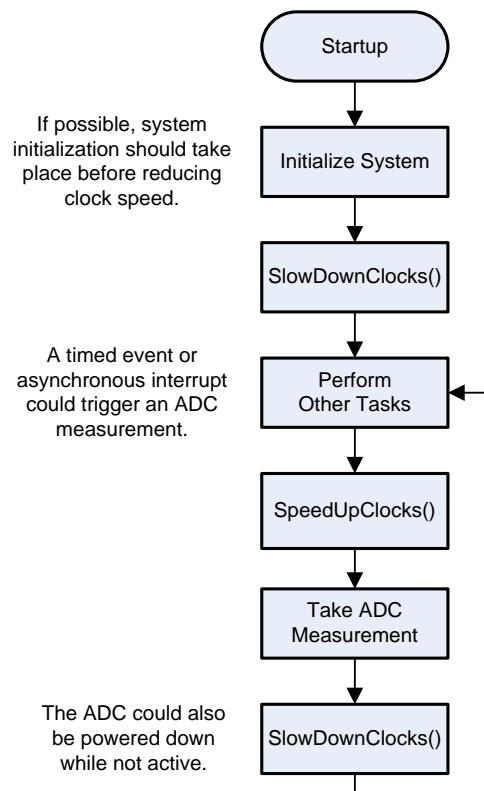 Startup
If possible, system
initialization should take
place before reducing
clock speed.
Initialize System
SlowDownClocks()
A timed event or
asynchronous interrupt
could trigger an ADC
measurement.
Perform
Other Tasks
SpeedUpClocks()
Take ADC
Measurement
The ADC could also
be powered down
while not active.
SlowDownClocks()